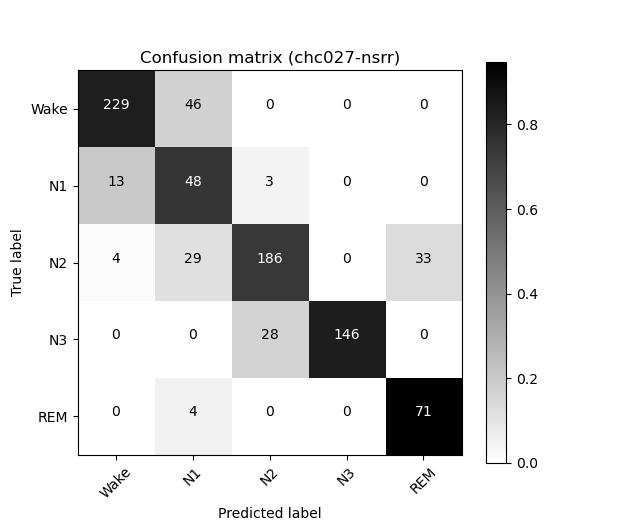 Confusion matrix (chc027-nsrr)
Wake 229 46 0 0 0
N1 13 48 3 0 0
N2 4 29 186 0 33
N3 0 0 28 146 0
REM 0 4 0 0 71
Wake N1 N2 N3 REM
True label
Predicted label
0.8
0.6
0.4
0.2
0.0